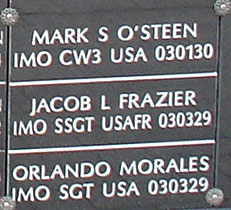 MARK S O'STEEN
IMO CW3 USA 030130
JACOB L FRAZIER
IMO SSGT USAFR 030329
ORLANDO MORALES
IMO SGT USA 030329